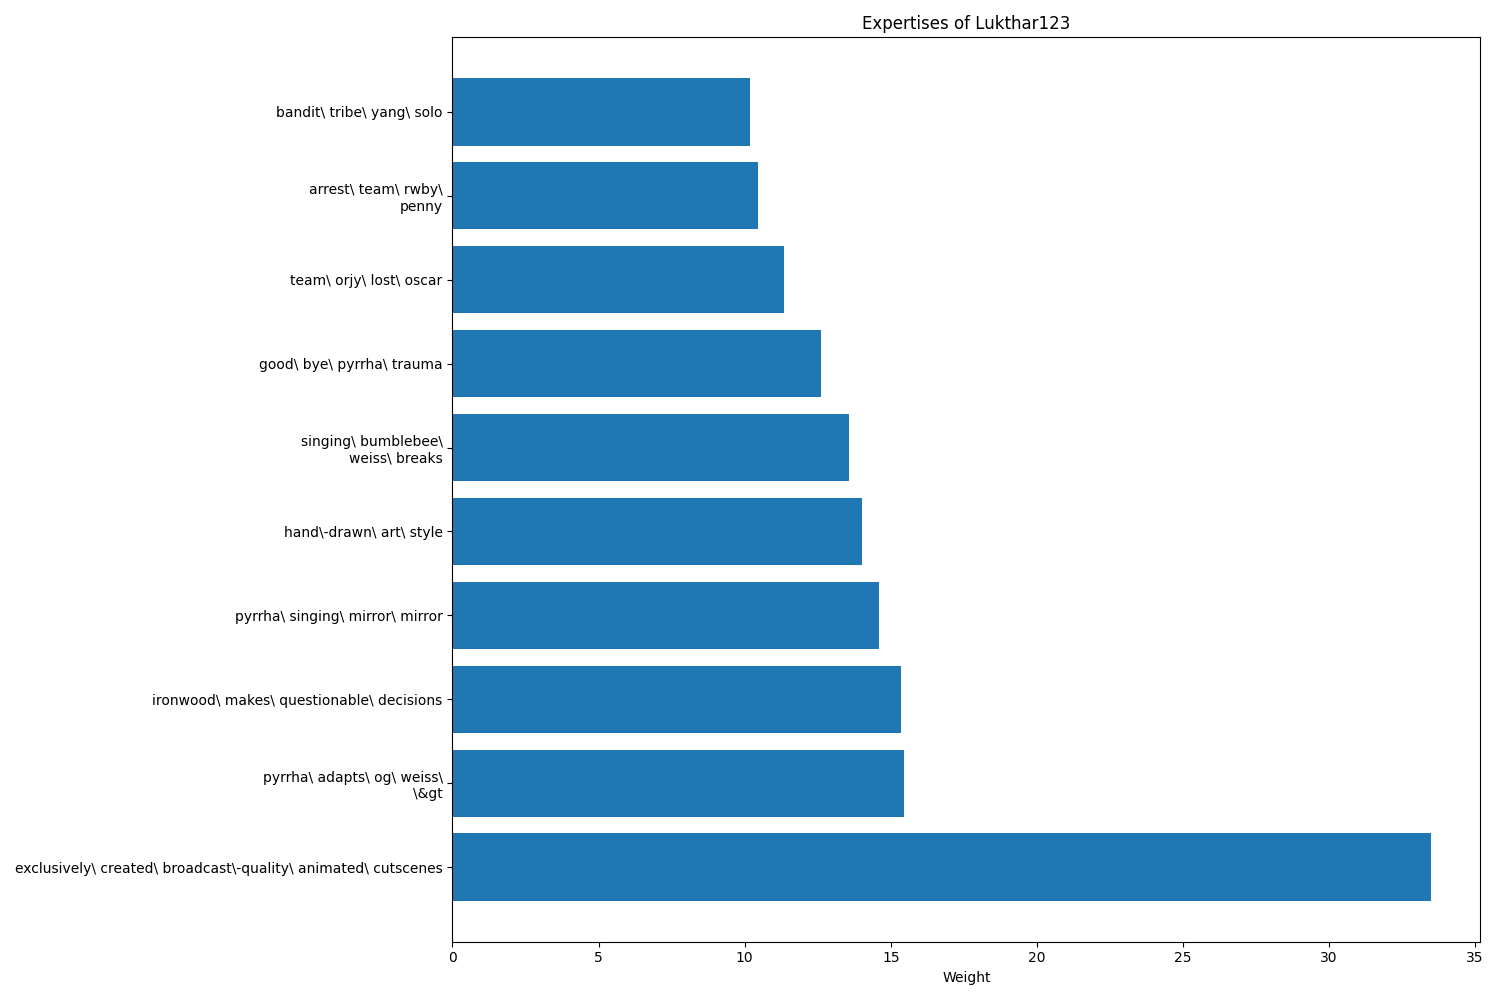 Expertises of Lukthar123
bandit\ tribe\ yang\ solo
arrest\ team\ rwby\
penny
team\ orjy\ lost\ oscar
good\ bye\ pyrrha\ trauma
singing\ bumblebee\
weiss\ breaks
hand\-drawn\ art\ style
pyrrha\ singing\ mirror\ mirror
ironwood\ makes\ questionable\ decisions
pyrrha\ adapts\ og\ weiss\
\&gt
exclusively\ created\ broadcast\-quality\ animated\ cutscenes
0 5 10 15 20 25 30 35
Weight